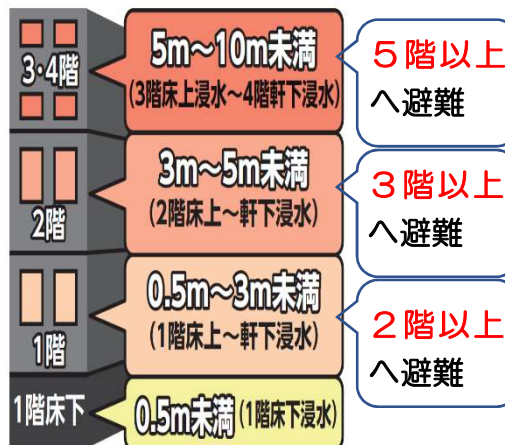 3・4階
5m～10m未満
(3階床上浸水～4階軒下浸水)
5階以上
へ避難
2階
3m～5m未満
(2階床上～軒下浸水)
3階以上
へ避難
1階
0.5m～3m未満
(1階床上～軒下浸水)
2階以上
へ避難
1階床下
0.5m未満(1階床下浸水)